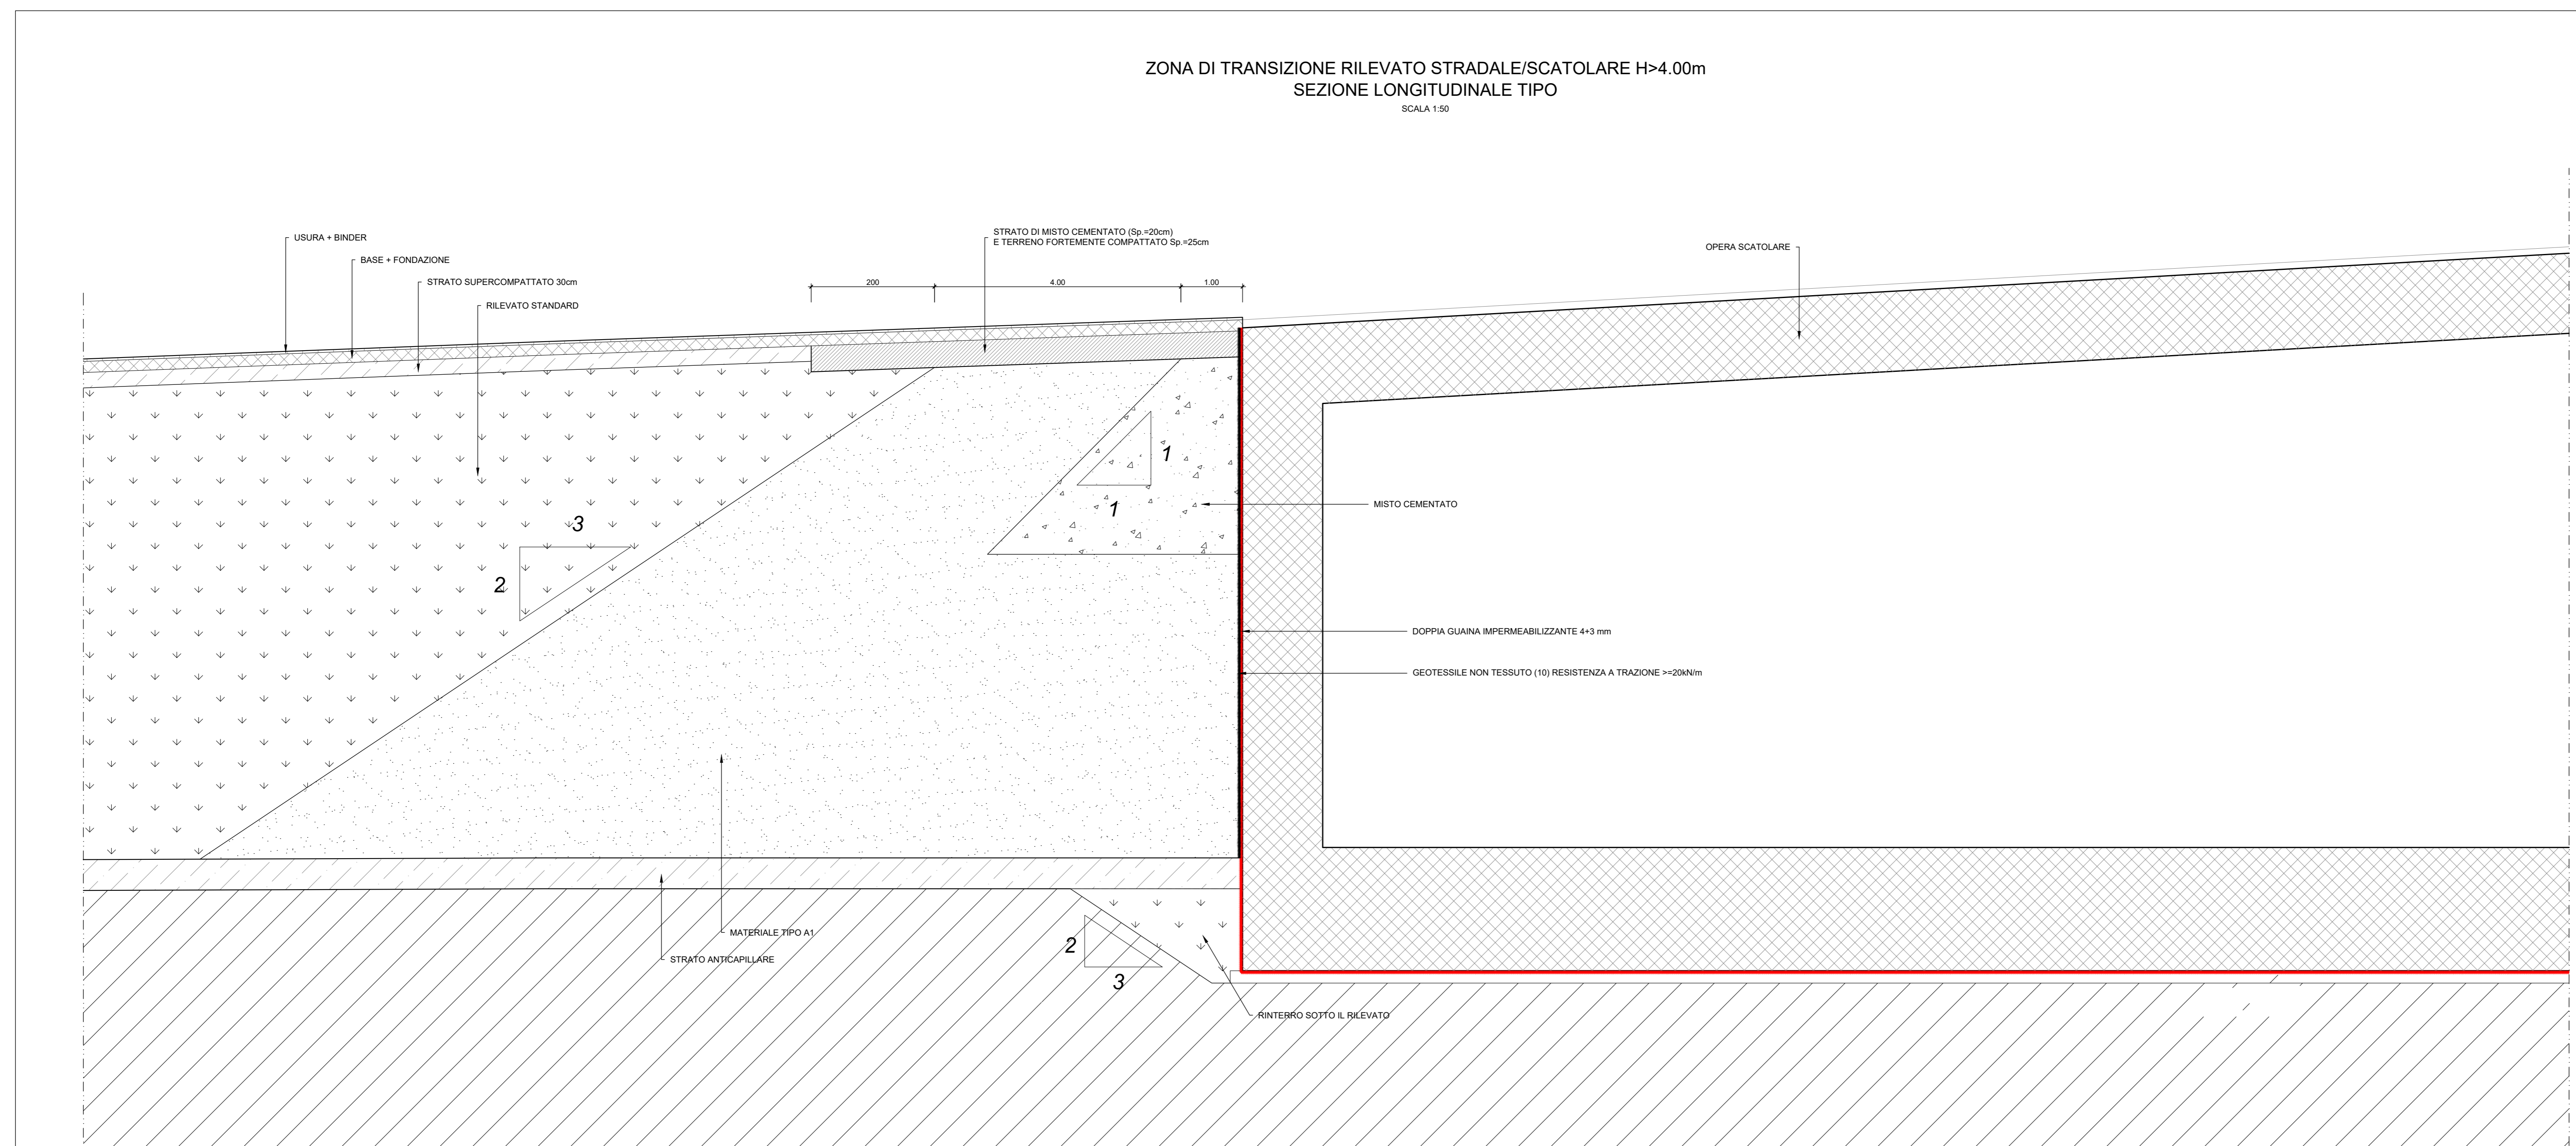 ZONA DI TRANSIZIONE RILEVATO STRADALE/SCATOLARE H>4.00m
SEZIONE LONGITUDINALE TIPO
SCALA 1:50
USURA + BINDER
BASE + FONDAZIONE
STRATO SUPERCOMPATTATO 30cm
RILEVATO STANDARD
STRATO DI MISTO CEMENTATO (Sp.=20cm)
E TERRENO FORTEMENTE COMPATTATO Sp.=25cm
OPERA SCATOLARE
200
4.00
1.00
1
1
MISTO CEMENTATO
3
2
DOPPIA GUAINA IMPERMEABILIZZANTE 4+3 mm
GEOTESSILE NON TESSUTO (10) RESISTENZA A TRAZIONE >=20kN/m
MATERIALE TIPO A1
STRATO ANTICAPILLARE
2
3
RINTERRO SOTTO IL RILEVATO